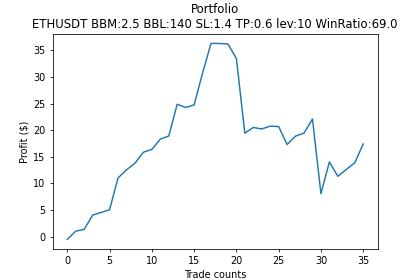 Portfolio
ETHUSDT BBM:2.5 BBL:140 SL:1.4 TP:0.6 lev:10 WinRatio:69.0
35
30
25
20
15
10
5
0
Profit ($)
0 5 10 15 20 25 30 35
Trade counts